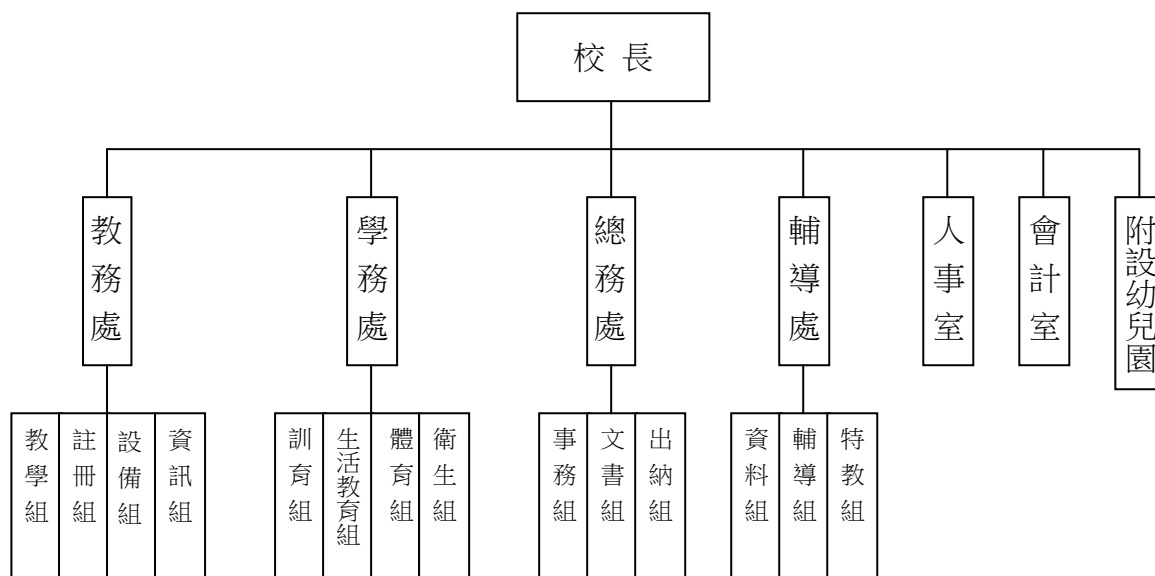 校長
教務處
學務處
總務處
輔導處
人事室
會計室
附設幼兒園
教學組
註冊組
設備組
資訊組
訓育組
生活教育組
體育組
衛生組
事務組
文書組
出納組
資料組
輔導組
特教組